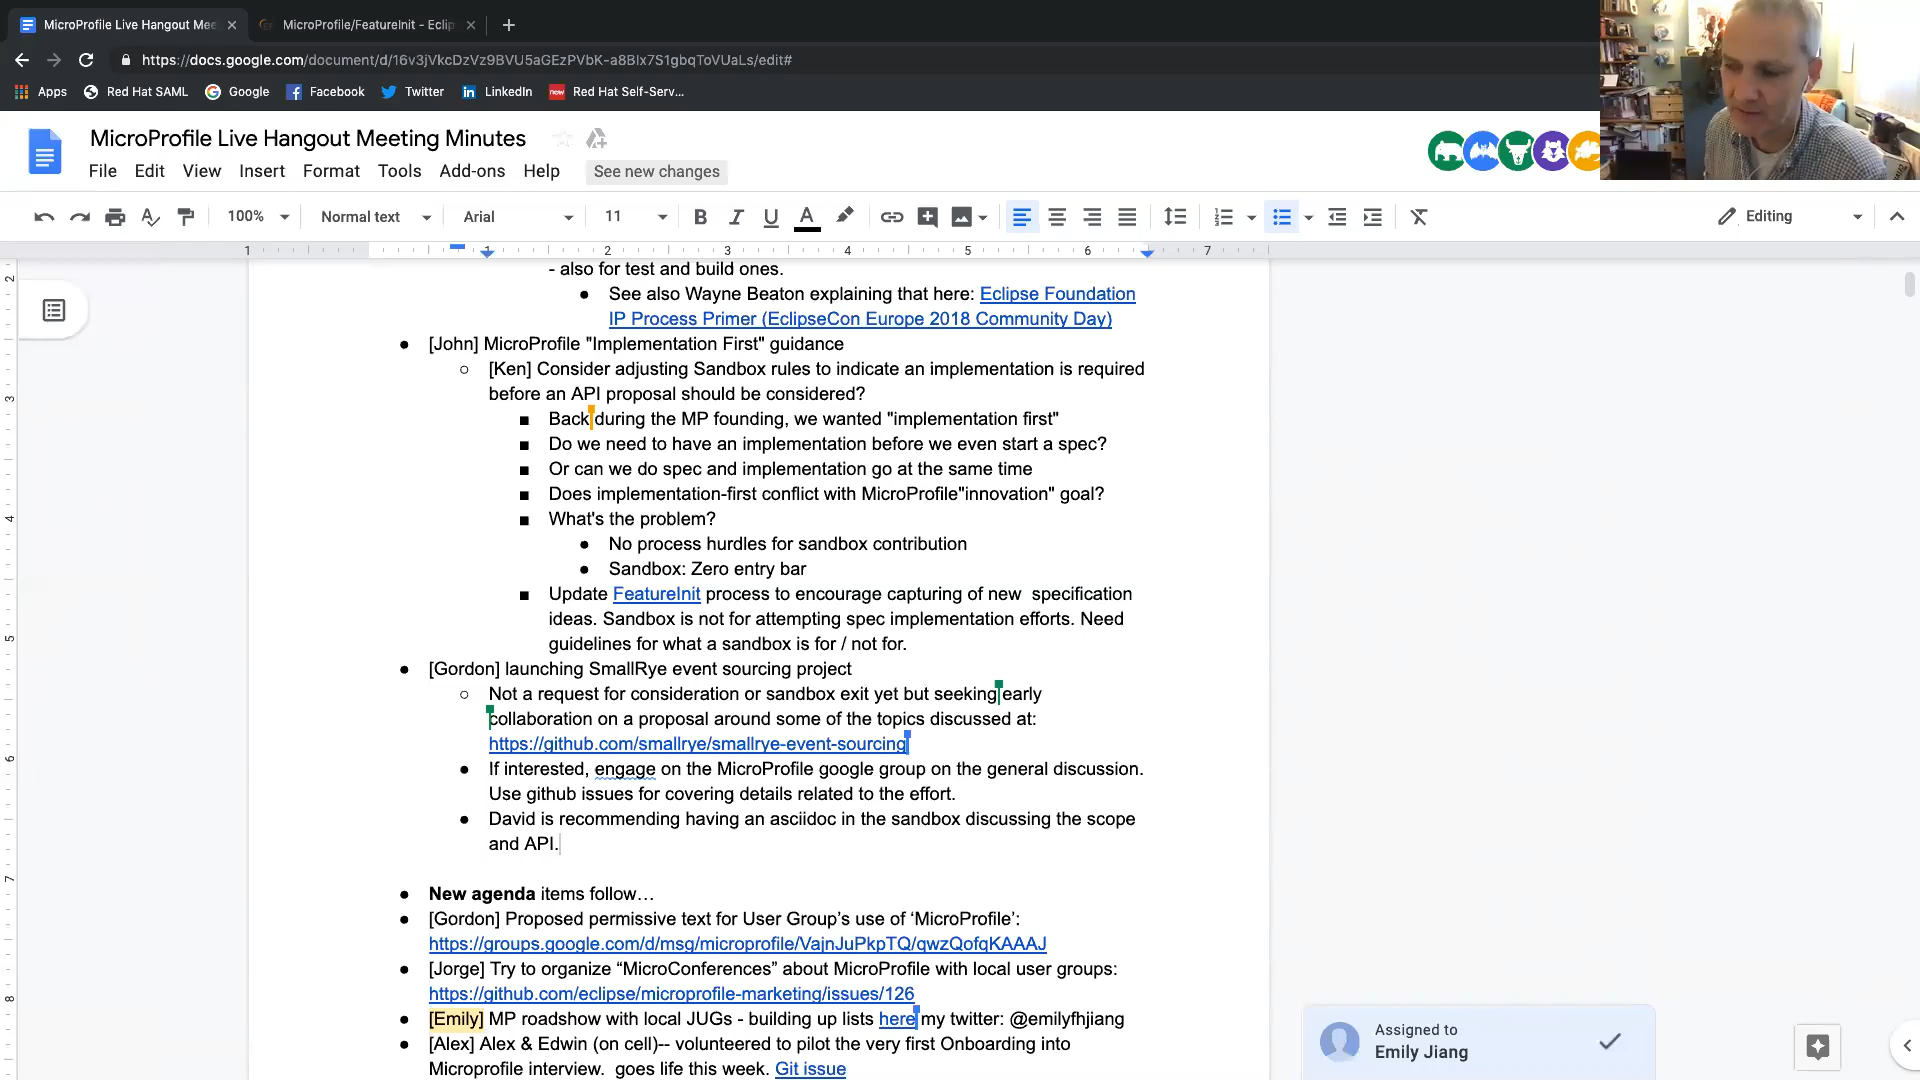 MicroProfile Live Hangout Mee
MicroProfile/FeatureInit - Eclip
https://docs.google.com/document/d/16v3jVkcDzVz9BVU5aGEzPVbK-a8BIx7S1gbqToVUaLs/edit#
Apps Red Hat SAML Google Facebook Twitter LinkedIn Red Hat Self-Serv...
MicroProfile Live Hangout Meeting Minutes
File Edit View Insert Format Tools Add-ons Help See new changes
100% Normal text Arial 11 B I U A Editing
1 1 2 3 4 5 6 7
- also for test and build ones.
● See also Wayne Beaton explaining that here: Eclipse Foundation
IP Process Primer (EclipseCon Europe 2018 Community Day)
● [John] MicroProfile "Implementation First" guidance
○ [Ken] Consider adjusting Sandbox rules to indicate an implementation is required
before an API proposal should be considered?
■ Back during the MP founding, we wanted "implementation first"
■ Do we need to have an implementation before we even start a spec?
■ Or can we do spec and implementation go at the same time
■ Does implementation-first conflict with MicroProfile"innovation" goal?
■ What's the problem?
● No process hurdles for sandbox contribution
● Sandbox: Zero entry bar
■ Update FeatureInit process to encourage capturing of new  specification
ideas. Sandbox is not for attempting spec implementation efforts. Need
guidelines for what a sandbox is for / not for.
● [Gordon] launching SmallRye event sourcing project
○ Not a request for consideration or sandbox exit yet but seeking early
collaboration on a proposal around some of the topics discussed at:
https://github.com/smallrye/smallrye-event-sourcing
● If interested, engage on the MicroProfile google group on the general discussion.
Use github issues for covering details related to the effort.
● David is recommending having an asciidoc in the sandbox discussing the scope
and API.
● New agenda items follow…
● [Gordon] Proposed permissive text for User Group’s use of ‘MicroProfile’:
https://groups.google.com/d/msg/microprofile/VajnJuPkpTQ/qwzQofqKAAAJ
● [Jorge] Try to organize “MicroConferences” about MicroProfile with local user groups:
https://github.com/eclipse/microprofile-marketing/issues/126
● [Emily] MP roadshow with local JUGs - building up lists here my twitter: @emilyfhjiang
● [Alex] Alex & Edwin (on cell)-- volunteered to pilot the very first Onboarding into
Microprofile interview.  goes life this week. Git issue
Assigned to
Emily Jiang
2
3
4
5
6
7
8